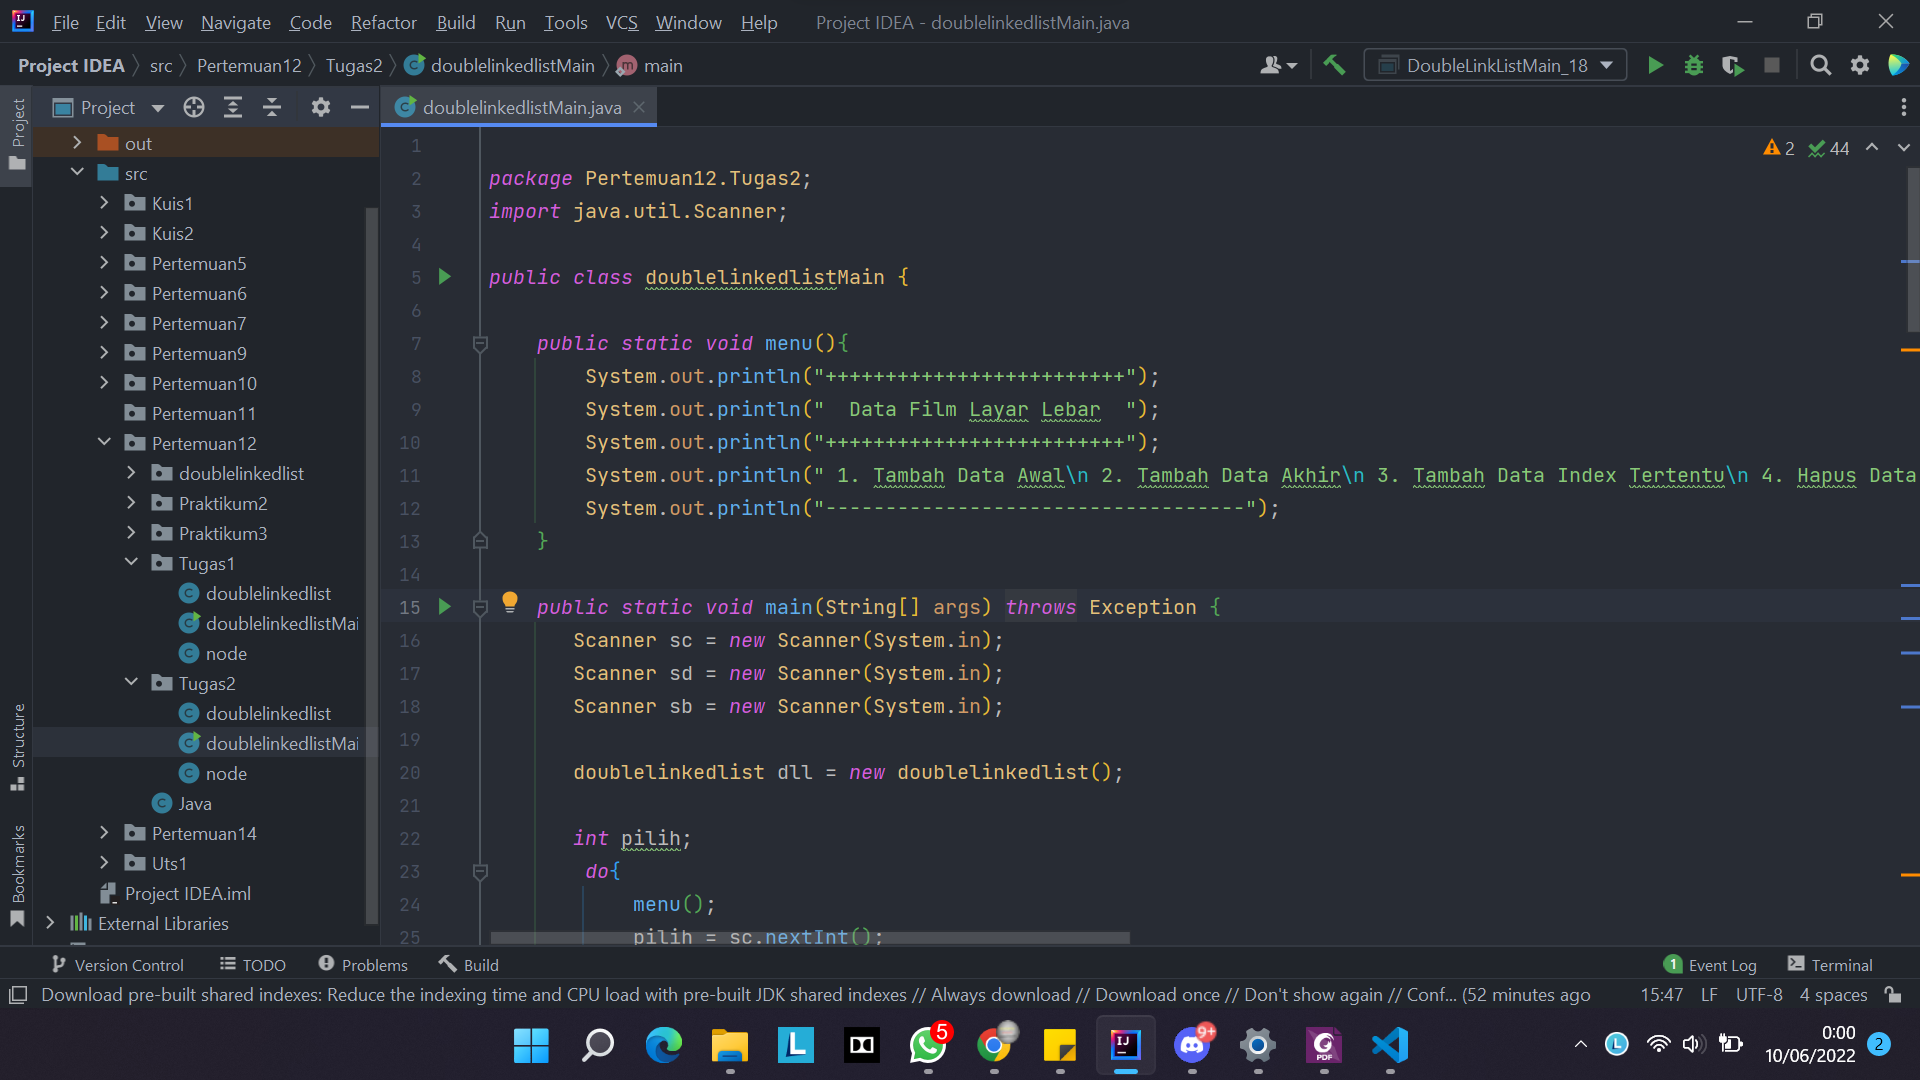 File Edit View Navigate Code Refactor Build Run Tools VCS Window Help Project IDEA - doublelinkedlistMain.java
Project IDEA src Pertemuan12 Tugas2 doublelinkedlistMain main DoubleLinkListMain_18
Project
Project
Structure
Bookmarks
out
src
Kuis1
Kuis2
Pertemuan5
Pertemuan6
Pertemuan7
Pertemuan9
Pertemuan10
Pertemuan11
Pertemuan12
doublelinkedlist
Praktikum2
Praktikum3
Tugas1
doublelinkedlist
doublelinkedlistMai
node
Tugas2
doublelinkedlist
doublelinkedlistMai
node
Java
Pertemuan14
Uts1
Project IDEA.iml
External Libraries
doublelinkedlistMain.java
2 44
1
2 package Pertemuan12.Tugas2;
3 import java.util.Scanner;
4
5 public class doublelinkedlistMain {
6
7 public static void menu(){
8 System.out.println("+++++++++++++++++++++++++");
9 System.out.println("  Data Film Layar Lebar  ");
10 System.out.println("+++++++++++++++++++++++++");
11 System.out.println(" 1. Tambah Data Awal\n 2. Tambah Data Akhir\n 3. Tambah Data Index Tertentu\n 4. Hapus Data
12 System.out.println("-----------------------------------");
13 }
14
15 public static void main(String[] args) throws Exception {
16 Scanner sc = new Scanner(System.in);
17 Scanner sd = new Scanner(System.in);
18 Scanner sb = new Scanner(System.in);
19
20 doublelinkedlist dll = new doublelinkedlist();
21
22 int pilih;
23 do{
24 menu();
25 pilih = sc.nextInt();
Version Control TODO Problems Build 1 Event Log Terminal
Download pre-built shared indexes: Reduce the indexing time and CPU load with pre-built JDK shared indexes // Always download // Download once // Don't show again // Conf... (52 minutes ago 15:47 LF UTF-8 4 spaces
5 9+ PDF
0:00
10/06/2022 2